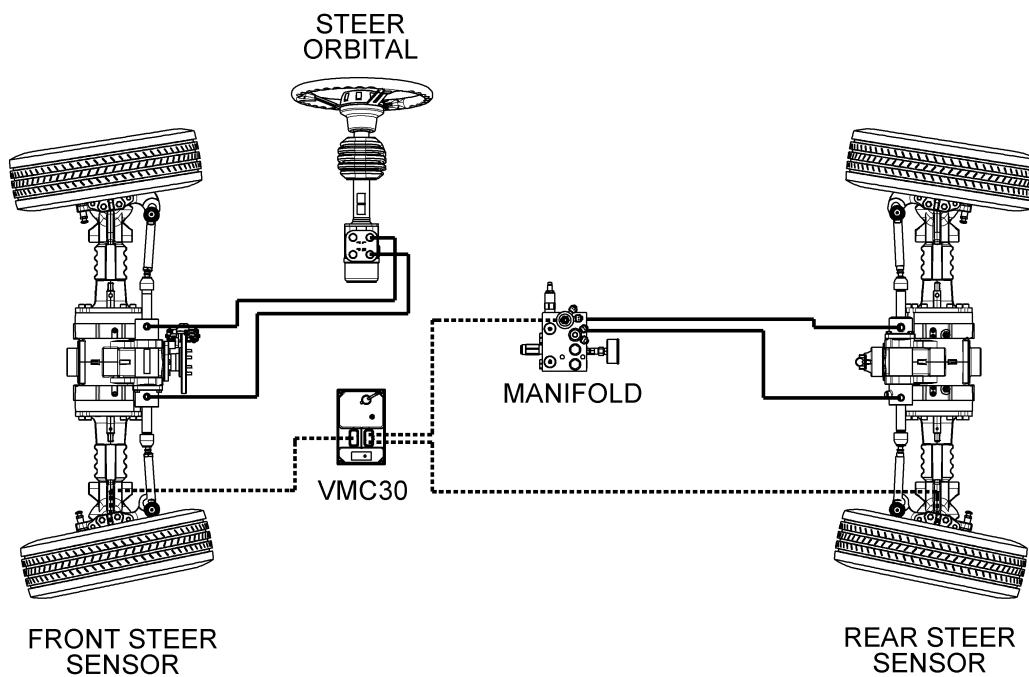 STEER
ORBITAL
MANIFOLD
VMC30
FRONT STEER
SENSOR
REAR STEER
SENSOR